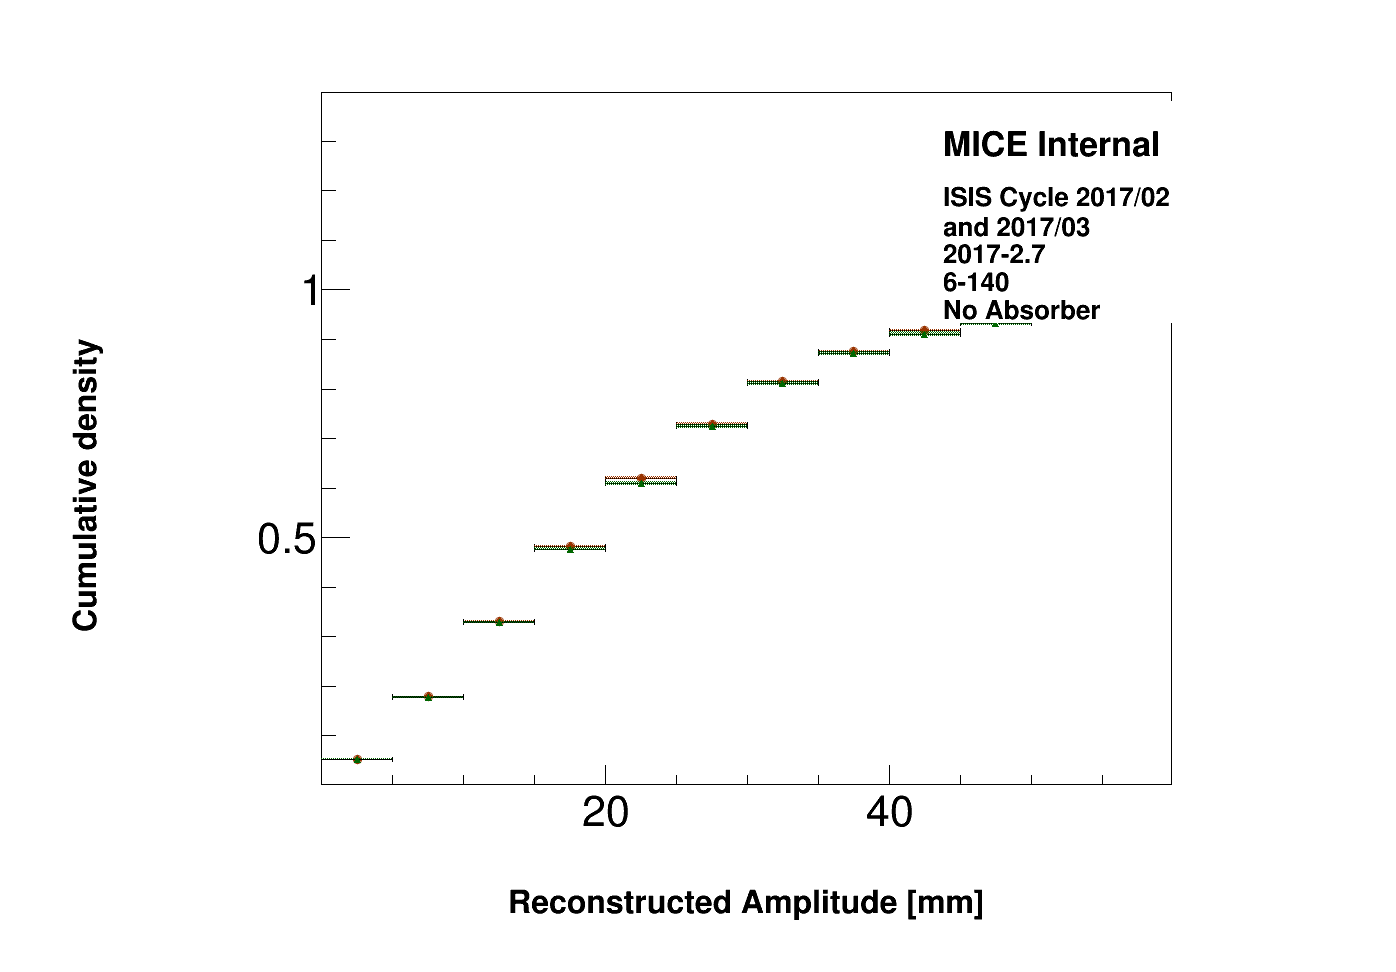 MICE Internal
ISIS Cycle 2017/02
and 2017/03
2017-2.7
6-140
No Absorber
1
0.5
Cumulative density
20
40
Reconstructed Amplitude [mm]